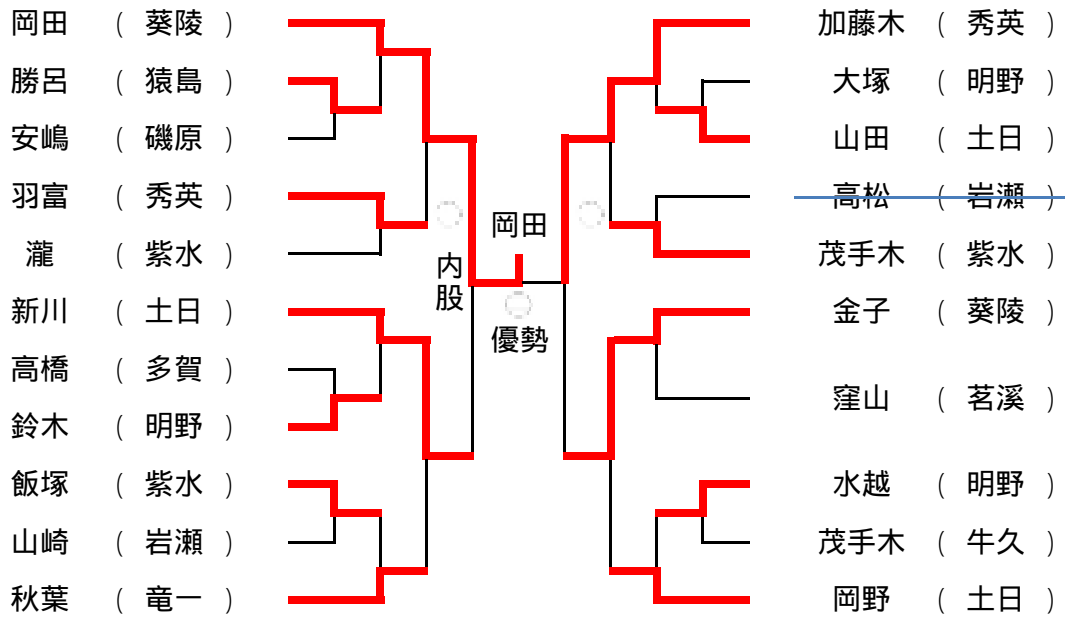 岡田 ( 葵陵 )
勝呂 ( 猿島 )
安嶋 ( 磯原 )
羽富 ( 秀英 )
瀧 ( 紫水 )
新川 ( 土日 )
高橋 ( 多賀 )
鈴木 ( 明野 )
飯塚 ( 紫水 )
山崎 ( 岩瀬 )
秋葉 ( 竜一 )
内股
岡田
優勢
加藤木 ( 秀英 )
大塚 ( 明野 )
山田 ( 土日 )
高松 ( 岩瀬 )
茂手木 ( 紫水 )
金子 ( 葵陵 )
窪山 ( 茗溪 )
水越 ( 明野 )
茂手木 ( 牛久 )
岡野 ( 土日 )